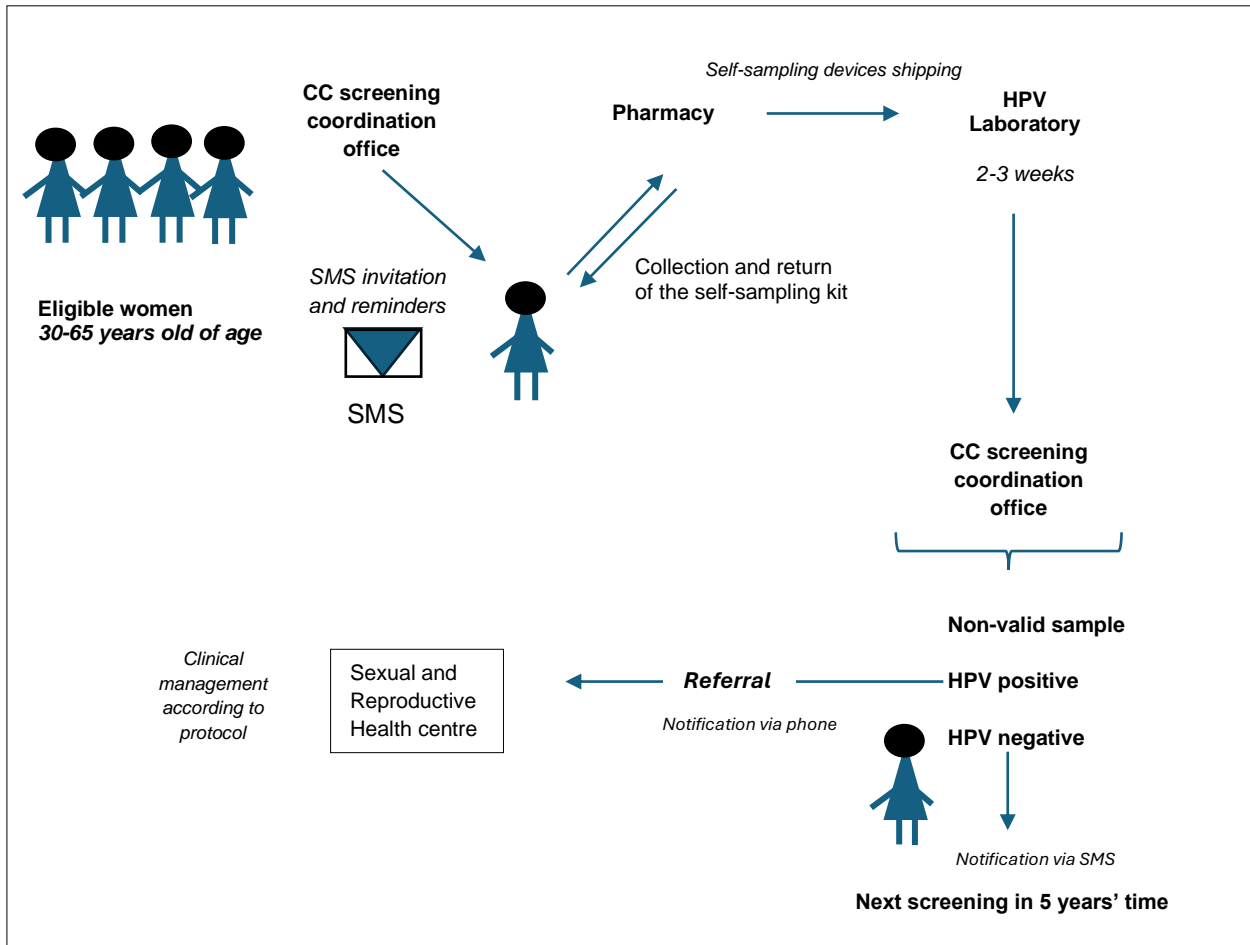 Self-sampling devices shipping
CC screening
coordination
office
Pharmacy
HPV
Laboratory
2-3 weeks
Eligible women
30-65 years old of age
SMS invitation
and reminders
SMS
Collection and return
of the self-sampling kit
CC screening
coordination
office
Non-valid sample
HPV positive
Referral
Notification via phone
Sexual and
Reproductive
Health centre
Clinical
management
according to
protocol
HPV negative
Notification via SMS
Next screening in 5 years’ time